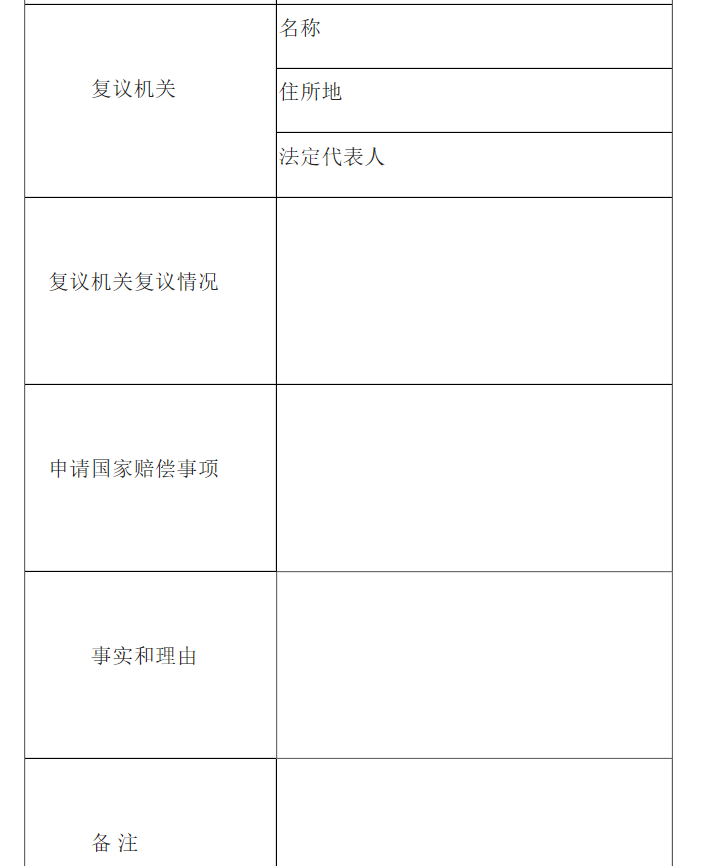 名称
复议机关
住所地
法定代表人
复议机关复议情况
申请国家赔偿事项
事实和理由
备 注